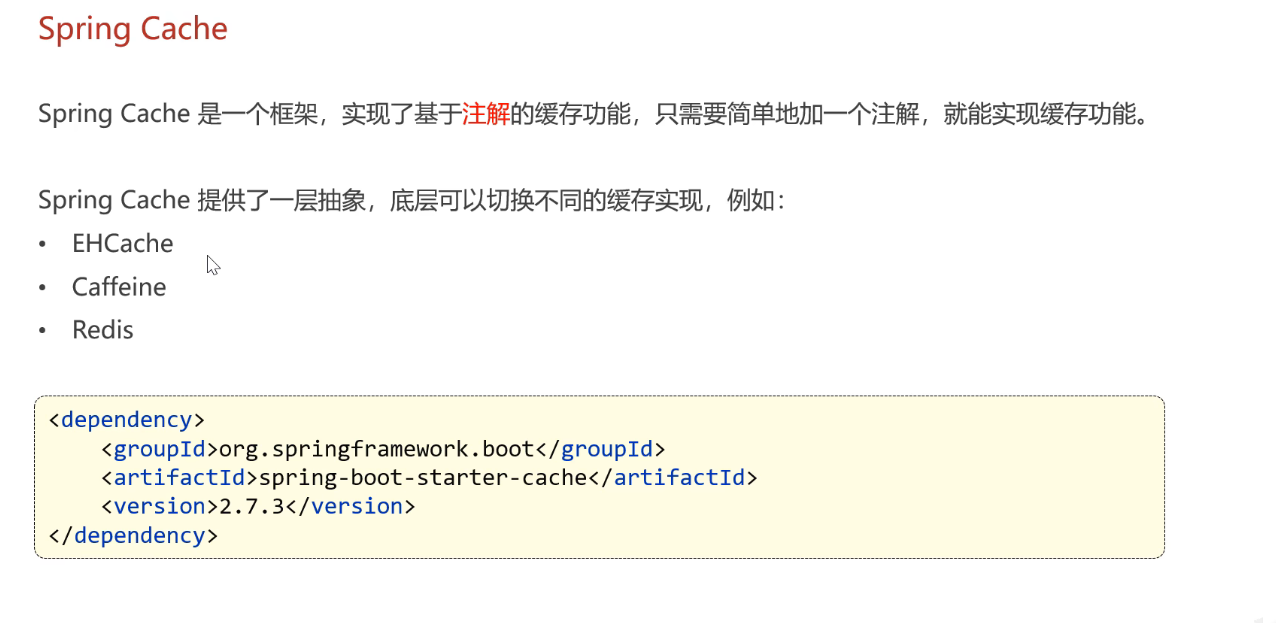 Spring Cache
Spring Cache 是一个框架，实现了基于注解的缓存功能，只需要简单地加一个注解，就能实现缓存功能。
Spring Cache 提供了一层抽象，底层可以切换不同的缓存实现，例如：
• EHCache
• Caffeine
• Redis
<dependency>
    <groupId>org.springframework.boot</groupId>
    <artifactId>spring-boot-starter-cache</artifactId>
    <version>2.7.3</version>
</dependency>